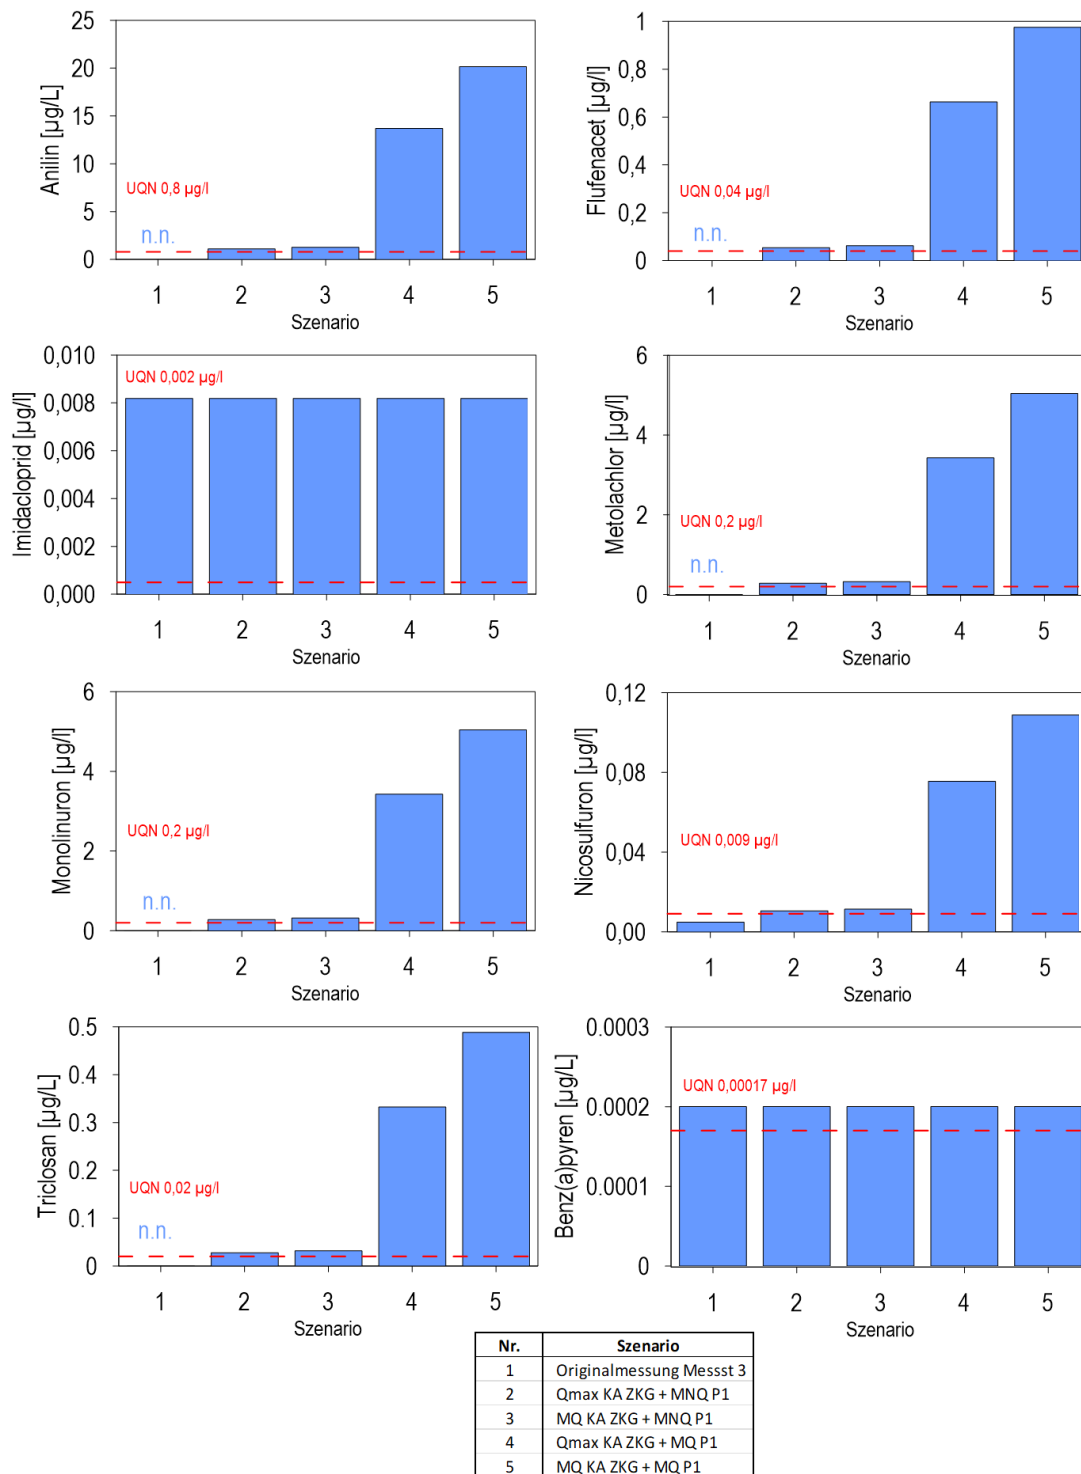 25
20
15
10
5
0
Anilin [µg/L]
UQN 0,8 µg/l
n.n.
1 2 3 4 5
Szenario
1
0,8
0,6
0,4
0,2
0
Flufenacet [µg/l]
UQN 0,04 µg/l
n.n.
1 2 3 4 5
Szenario
0,010
0,008
0,006
0,004
0,002
0,000
Imidacloprid [µg/l]
UQN 0,002 µg/l
1 2 3 4 5
Szenario
6
4
2
0
Metolachlor [µg/l]
UQN 0,2 µg/l
n.n.
1 2 3 4 5
Szenario
6
4
2
0
Monolinuron [µg/l]
UQN 0,2 µg/l
n.n.
1 2 3 4 5
Szenario
0,12
0,08
0,04
0,00
Nicosulfuron [µg/l]
UQN 0,009 µg/l
1 2 3 4 5
Szenario
0.5
0.4
0.3
0.2
0.1
0
Triclosan [µg/L]
UQN 0,02 µg/l
n.n.
1 2 3 4 5
Szenario
0.0003
0.0002
0.0001
0
Benz(a)pyren [µg/L]
UQN 0,00017 µg/l
1 2 3 4 5
Szenario
Nr. Szenario
1 Originalmessung Messst 3
2 Qmax KA ZKG + MNQ P1
3 MQ KA ZKG + MNQ P1
4 Qmax KA ZKG + MQ P1
5 MQ KA ZKG + MQ P1